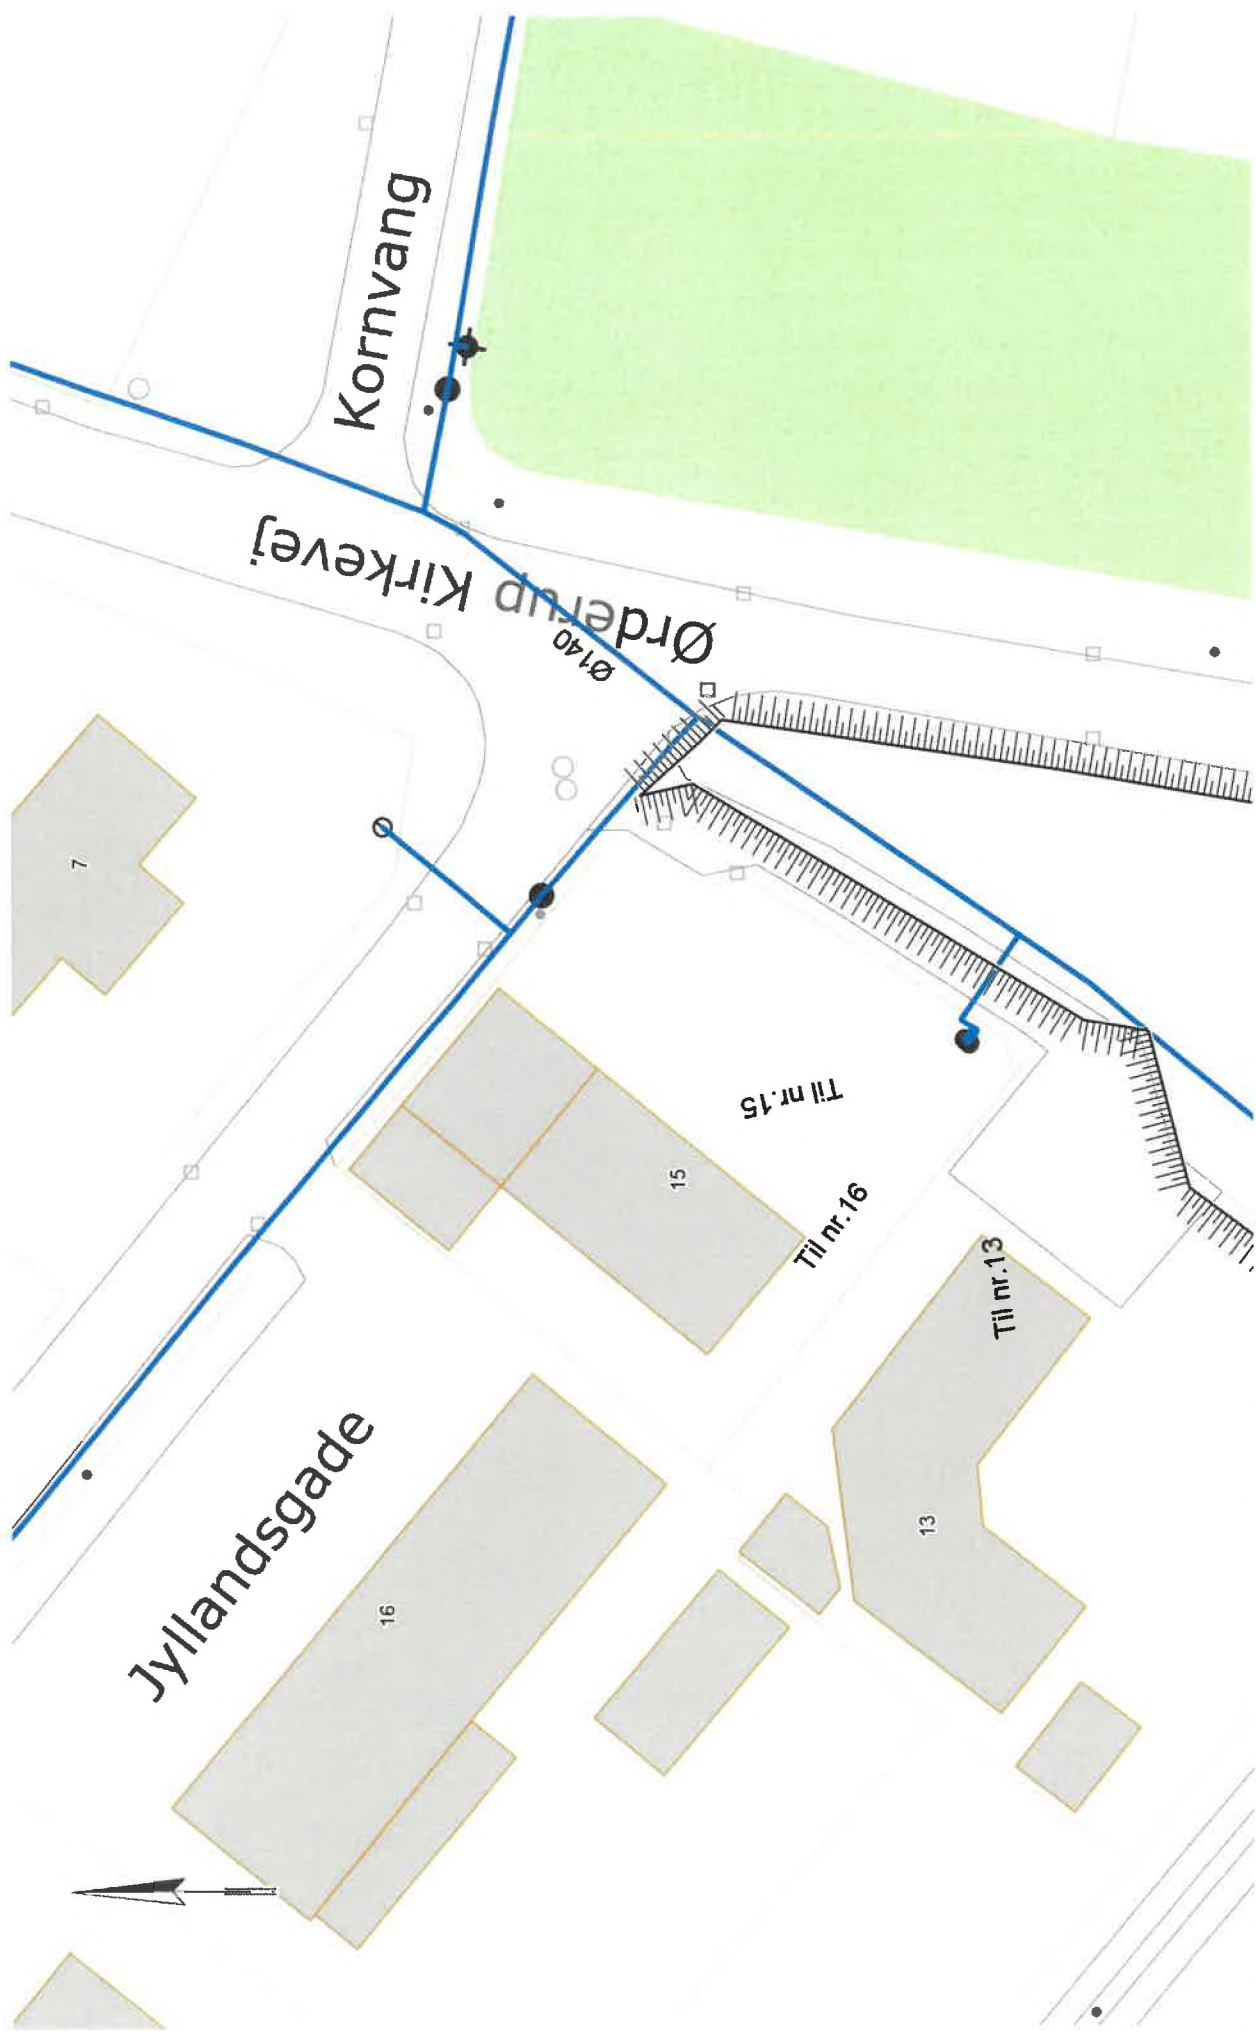 Kornvang
Ørderup Kirkevej
Ø140
7
Til nr.15
15
Til nr.16
Til nr.13
13
Jyllandsgade
16